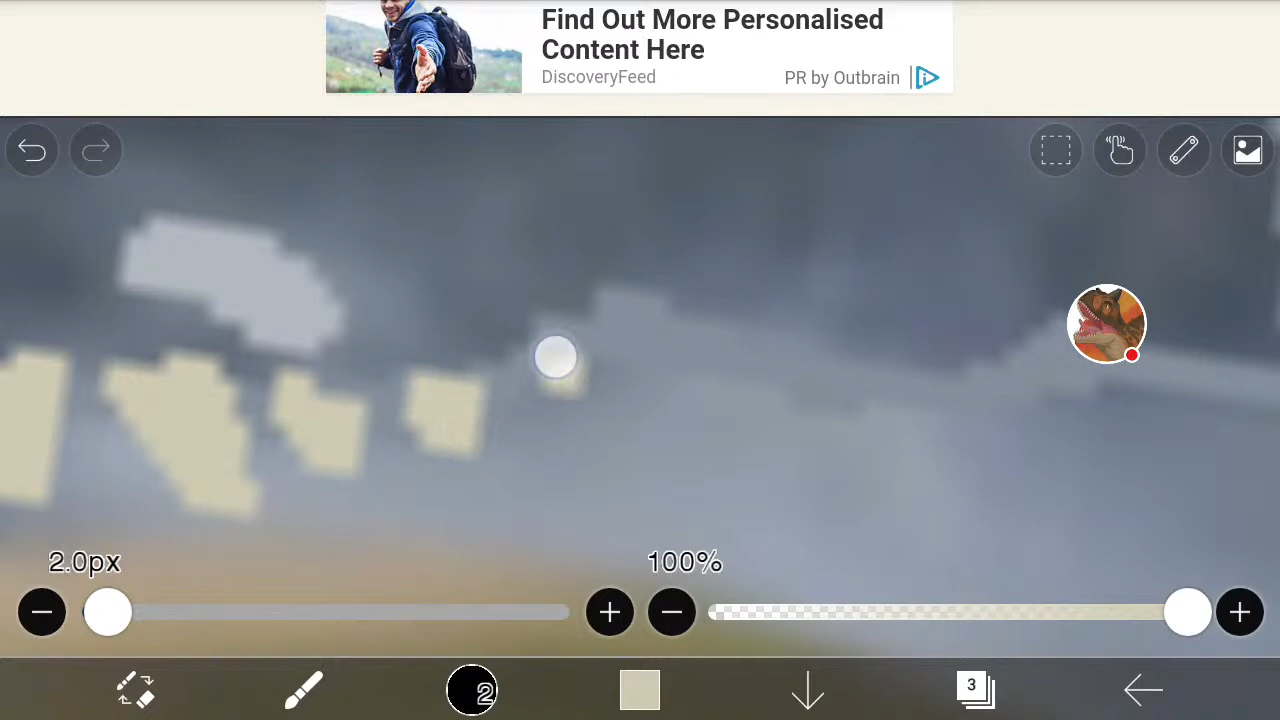 Find Out More Personalised
Content Here
DiscoveryFeed
PR by Outbrain
2.0px
100%
2
3